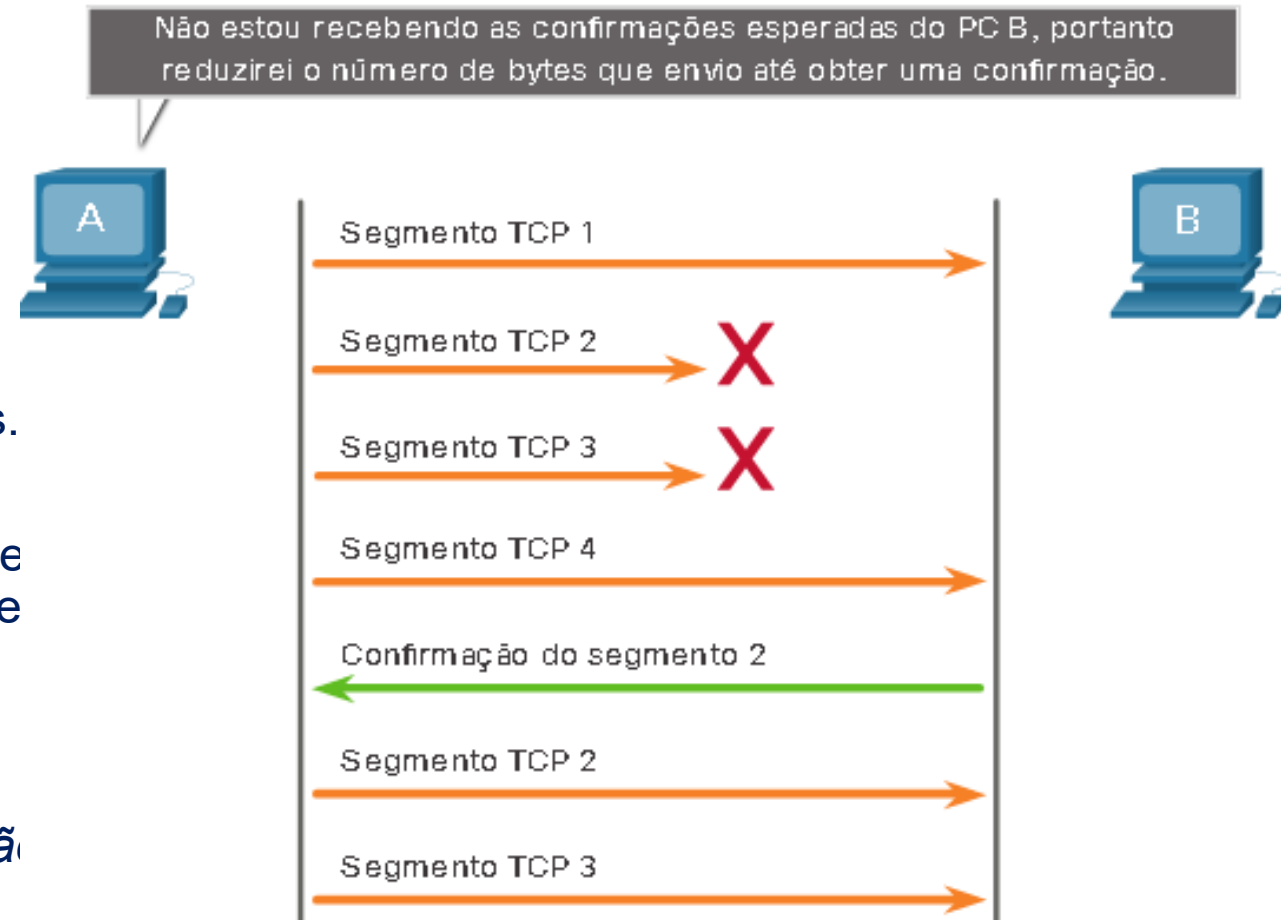 Não estou recebendo as confirmações esperadas do PC B, portanto
reduzirei o número de bytes que envio até obter uma confirmação.
A
B
Segmento TCP 1
Segmento TCP 2
X
s.
Segmento TCP 3
X
e
Segmento TCP 4
e
Confirmação do segmento 2
Segmento TCP 2
Segmento TCP 3